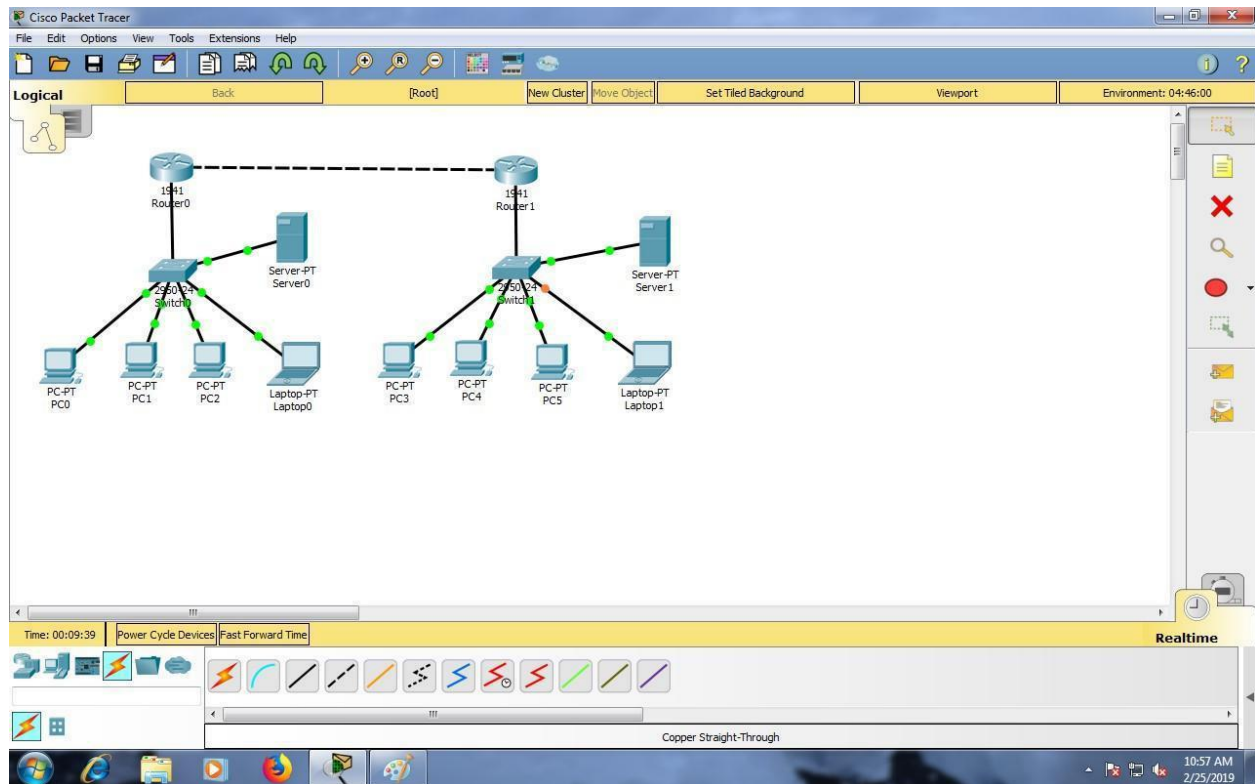 Cisco Packet Tracer
File Edit Options View Tools Extensions Help
Logical Back [Root] New Cluster Move Object Set Tiled Background Viewport Environment: 04:46:00
1941
Router0
1941
Router1
Server-PT
Server0
Server-PT
Server1
2950-24
Switch0
2950-24
Switch1
PC-PT
PC0
PC-PT
PC1
PC-PT
PC2
Laptop-PT
Laptop0
PC-PT
PC3
PC-PT
PC4
PC-PT
PC5
Laptop-PT
Laptop1
Time: 00:09:39 Power Cycle Devices Fast Forward Time Realtime
Copper Straight-Through
10:57 AM
2/25/2019